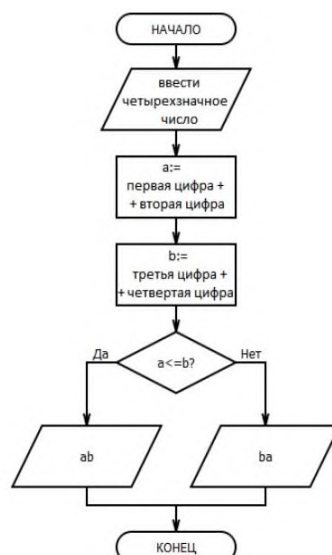 НАЧАЛО
ввести
четырехзначное
число
a:=
первая цифра +
+ вторая цифра
b:=
третья цифра +
+ четвертая цифра
a<=b?
Да
Нет
ab
ba
КОНЕЦ